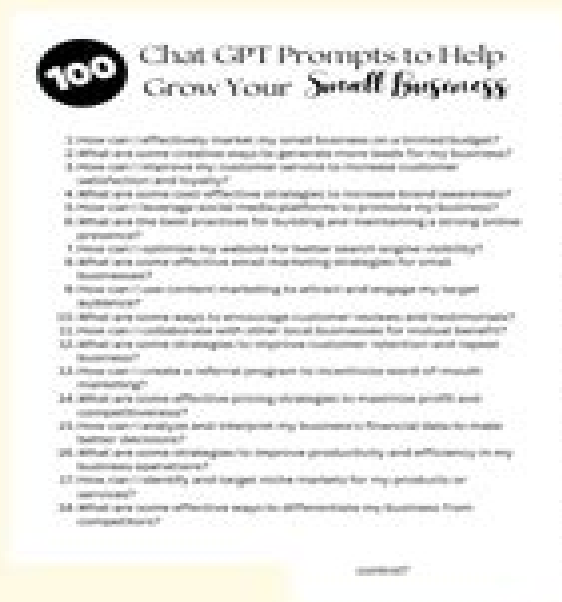 100
Chat GPT Prompts to Help
Grow Your Small Business
1. How can I effectively market my small business on a limited budget?
2. What are some creative ways to generate more leads for my business?
3. How can I improve my customer service to increase customer
satisfaction and loyalty?
4. What are some cost-effective strategies to increase brand awareness?
5. How can I leverage social media platforms to promote my business?
6. What are the best practices for building and maintaining a strong online
presence?
7. How can I optimize my website for better search engine visibility?
8. What are some effective email marketing strategies for small
businesses?
9. How can I use content marketing to attract and engage my target
audience?
10. What are some ways to encourage customer reviews and testimonials?
11. How can I collaborate with other local businesses for mutual benefit?
12. What are some strategies to improve customer retention and repeat
business?
13. How can I create a referral program to incentivize word-of-mouth
marketing?
14. What are some effective pricing strategies to maximize profit and
competitiveness?
15. How can I analyze and interpret my business's financial data to make
better decisions?
16. What are some strategies to improve productivity and efficiency in my
business operations?
17. How can I identify and target niche markets for my products or
services?
18. What are some effective ways to differentiate my business from
competitors?
control?